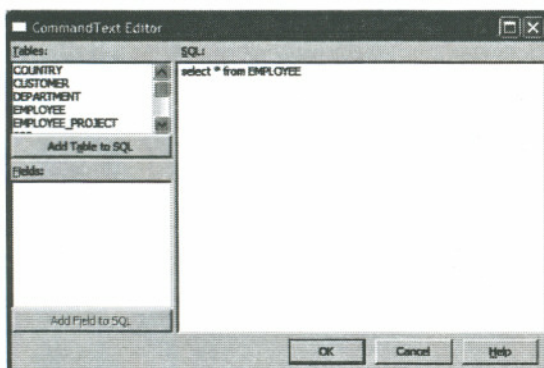 CommandText Editor
Tables:
COUNTRY
CUSTOMER
DEPARTMENT
EMPLOYEE
EMPLOYEE_PROJECT
Add Table to SQL
Fields:
Add Field to SQL
SQL:
select * from EMPLOYEE
OK
Cancel
Help